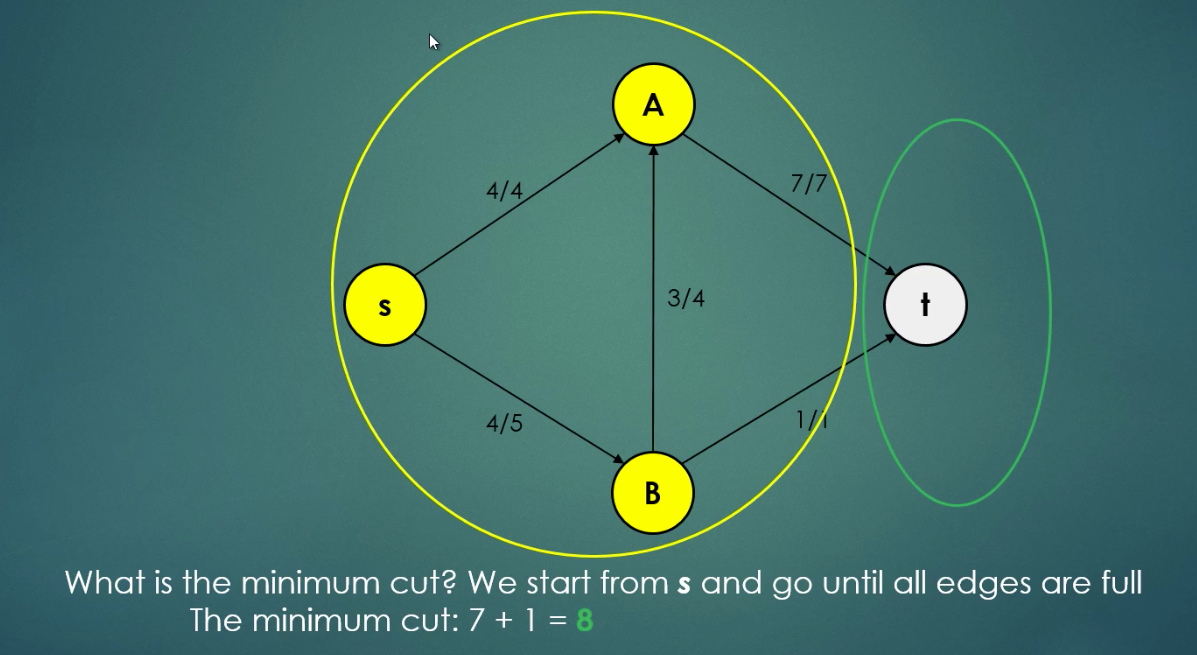 A
4/4
7/7
s
3/4
t
4/5
1/1
B
What is the minimum cut? We start from s and go until all edges are full
The minimum cut: 7 + 1 = 8